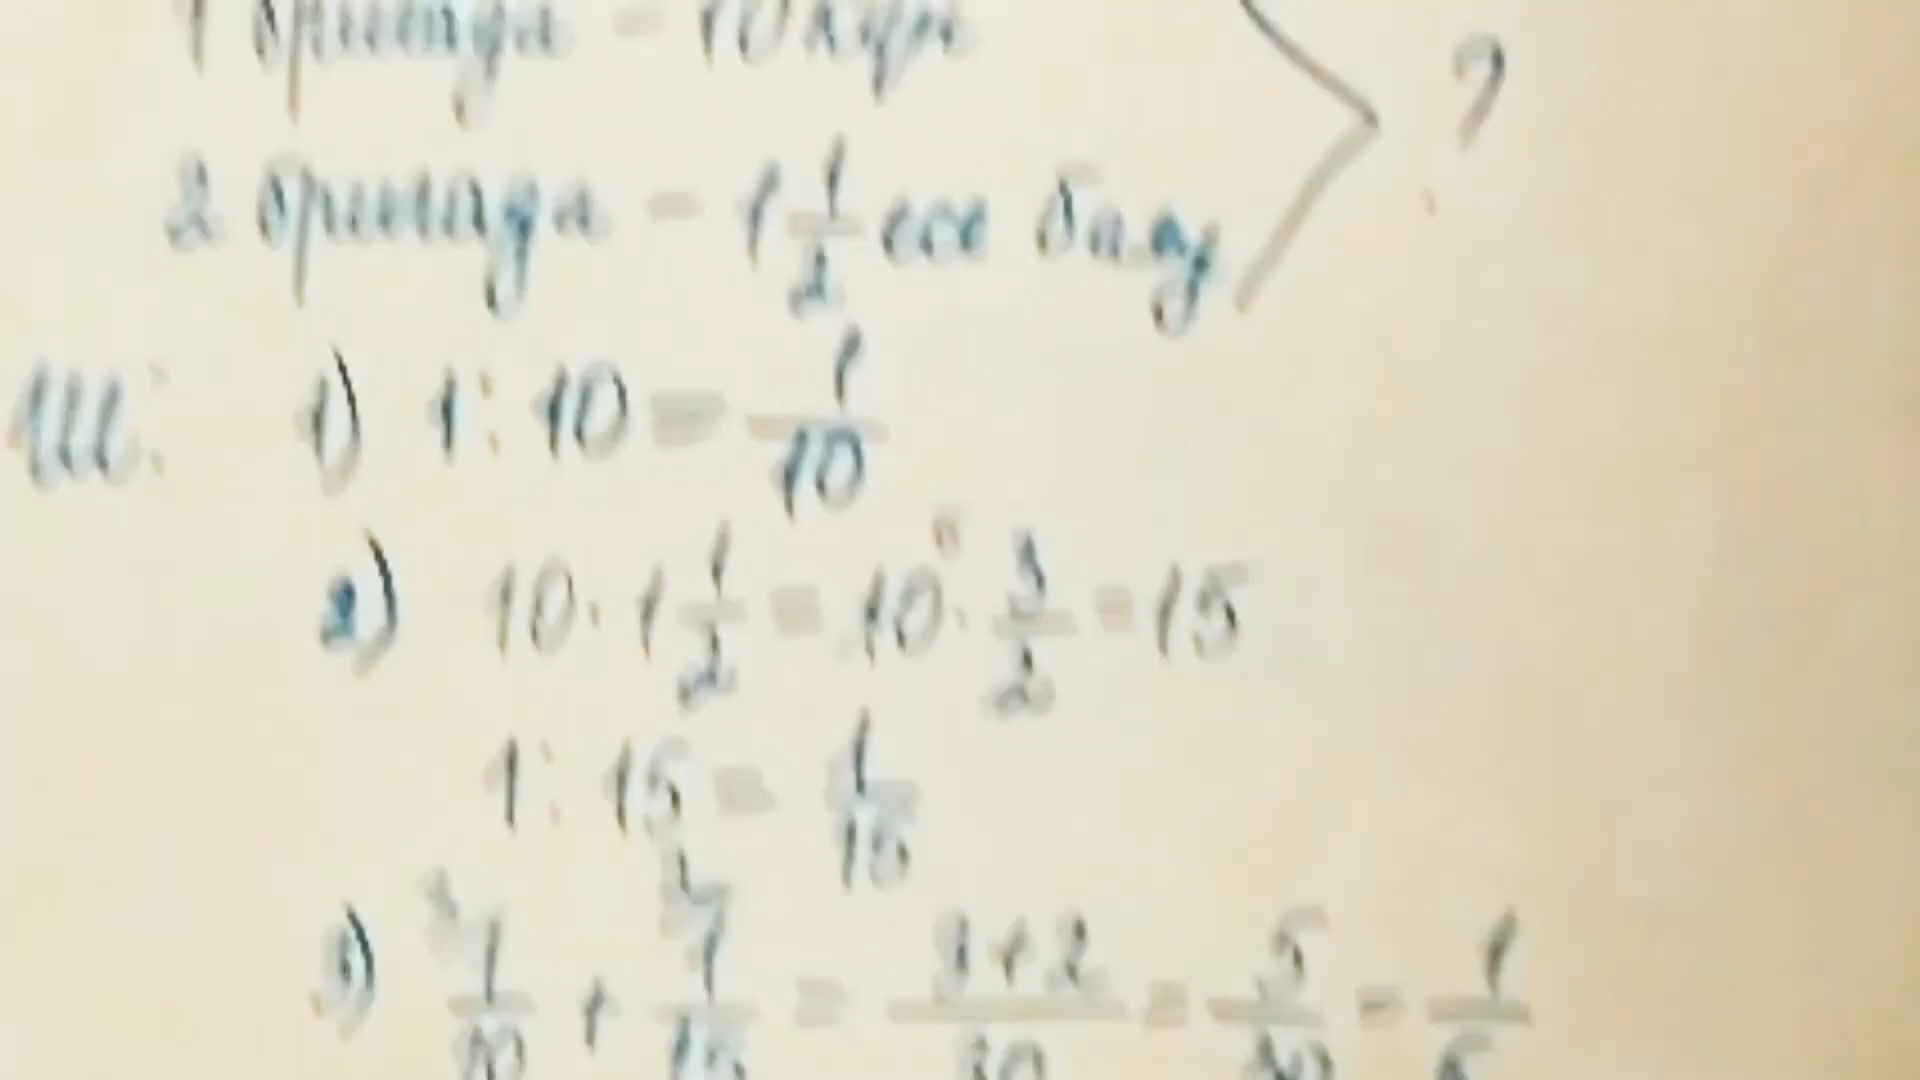 1 бригада - 10 күн
2 бригада - 1 1/2 есе баяу
?
Ш: 1) 1 : 10 = 1/10
2) 10 · 1 1/2 = 10 · 3/2 = 15
1 : 15 = 1/15
3) 1/10 + 1/15 = 3+2/30 = 5/30 = 1/6